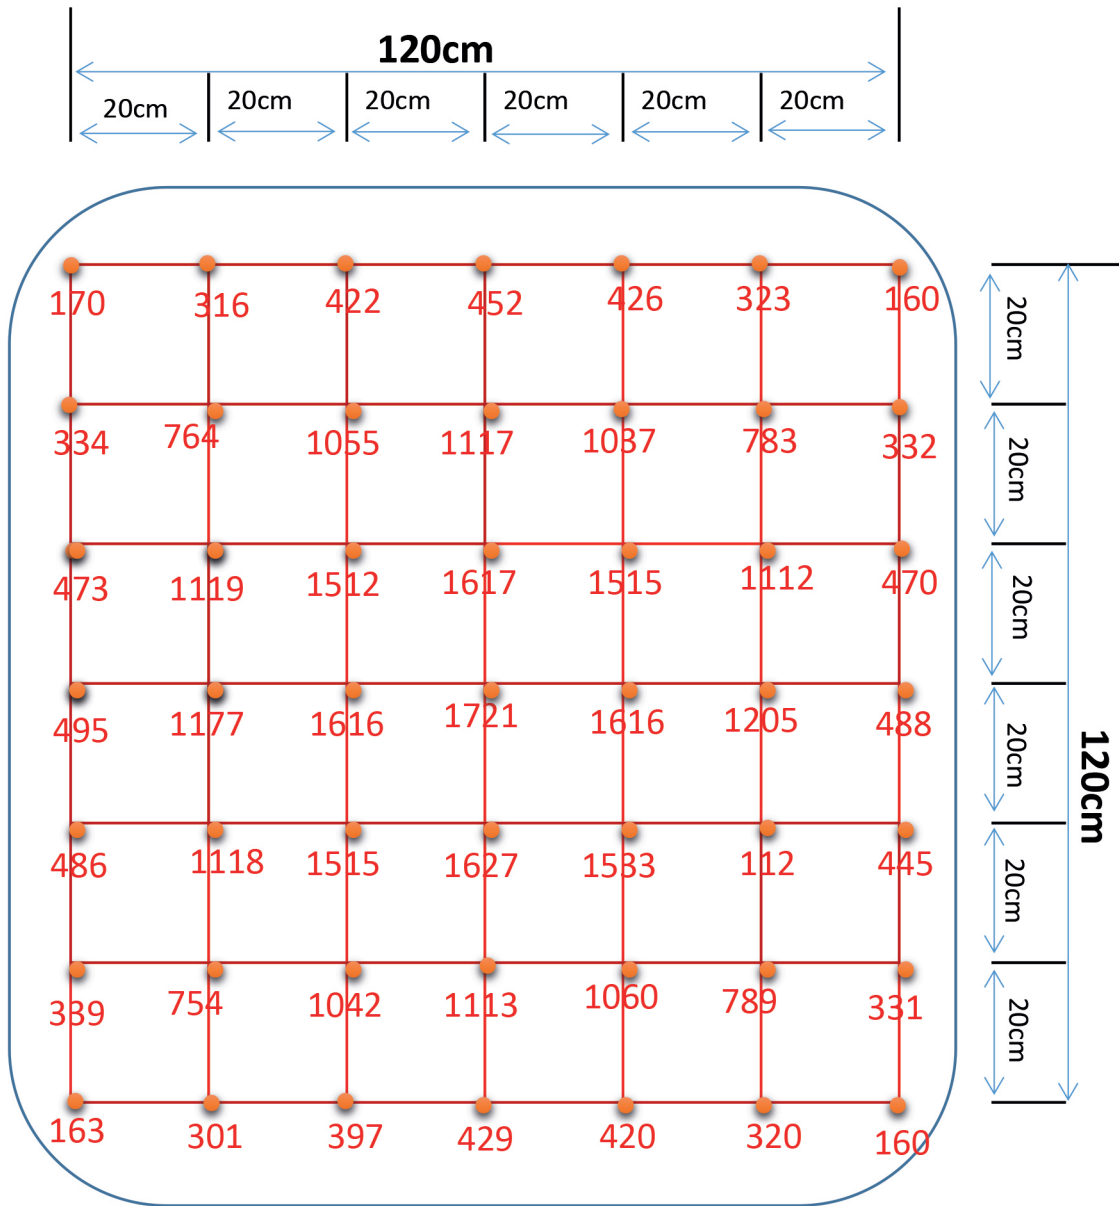 120cm
20cm 20cm 20cm 20cm 20cm 20cm
170 316 422 452 426 323 160
20cm
334 764 1055 1117 1037 783 332
20cm
473 1119 1512 1617 1515 1112 470
20cm
495 1177 1616 1721 1616 1205 488
20cm
120cm
486 1118 1515 1627 1533 112 445
20cm
339 754 1042 1113 1060 789 331
20cm
163 301 397 429 420 320 160